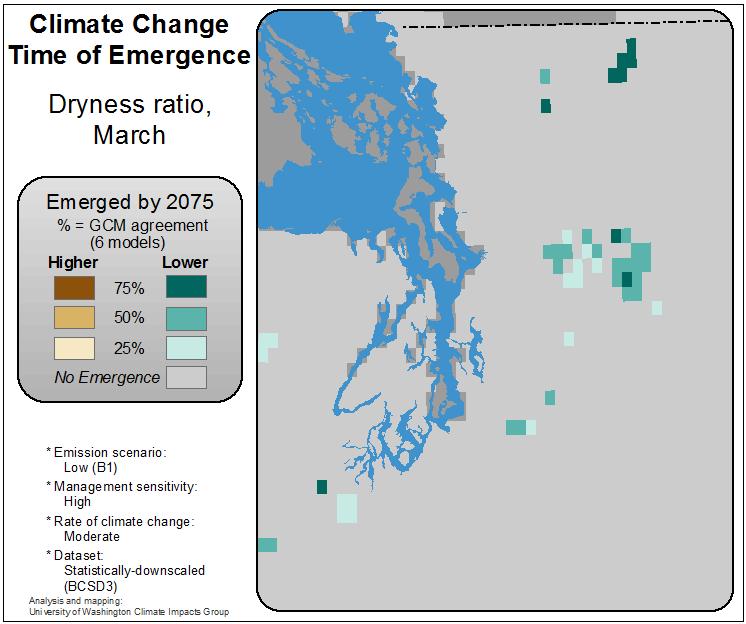 Climate Change
Time of Emergence
Dryness ratio,
March
Emerged by 2075
% = GCM agreement
(6 models)
Higher Lower
75%
50%
25%
No Emergence
* Emission scenario:
Low (B1)
* Management sensitivity:
High
* Rate of climate change:
Moderate
* Dataset:
Statistically-downscaled
(BCSD3)
Analysis and mapping:
University of Washington Climate Impacts Group